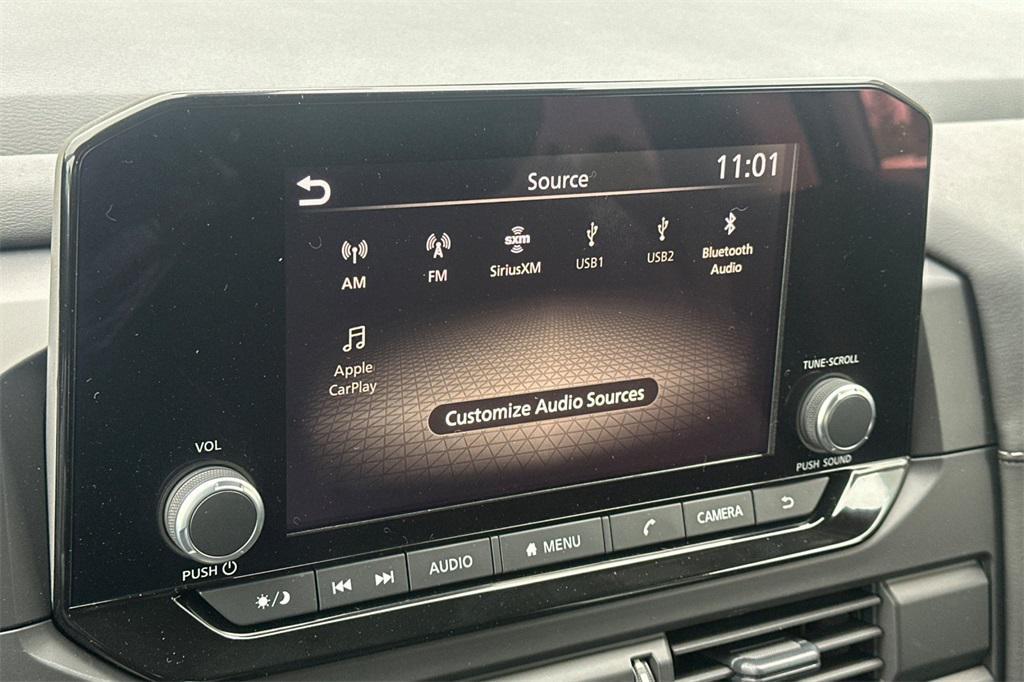 Source
11:01
AM
FM
sxm
SiriusXM
USB1
USB2
Bluetooth
Audio
Apple
CarPlay
Customize Audio Sources
TUNE·SCROLL
PUSH SOUND
VOL
PUSH
AUDIO
MENU
CAMERA